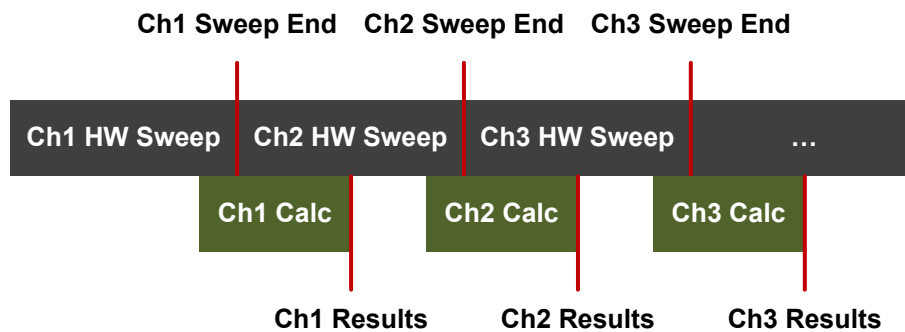 Ch1 Sweep End Ch2 Sweep End Ch3 Sweep End
Ch1 HW Sweep Ch2 HW Sweep Ch3 HW Sweep ...
Ch1 Calc Ch2 Calc Ch3 Calc
Ch1 Results Ch2 Results Ch3 Results